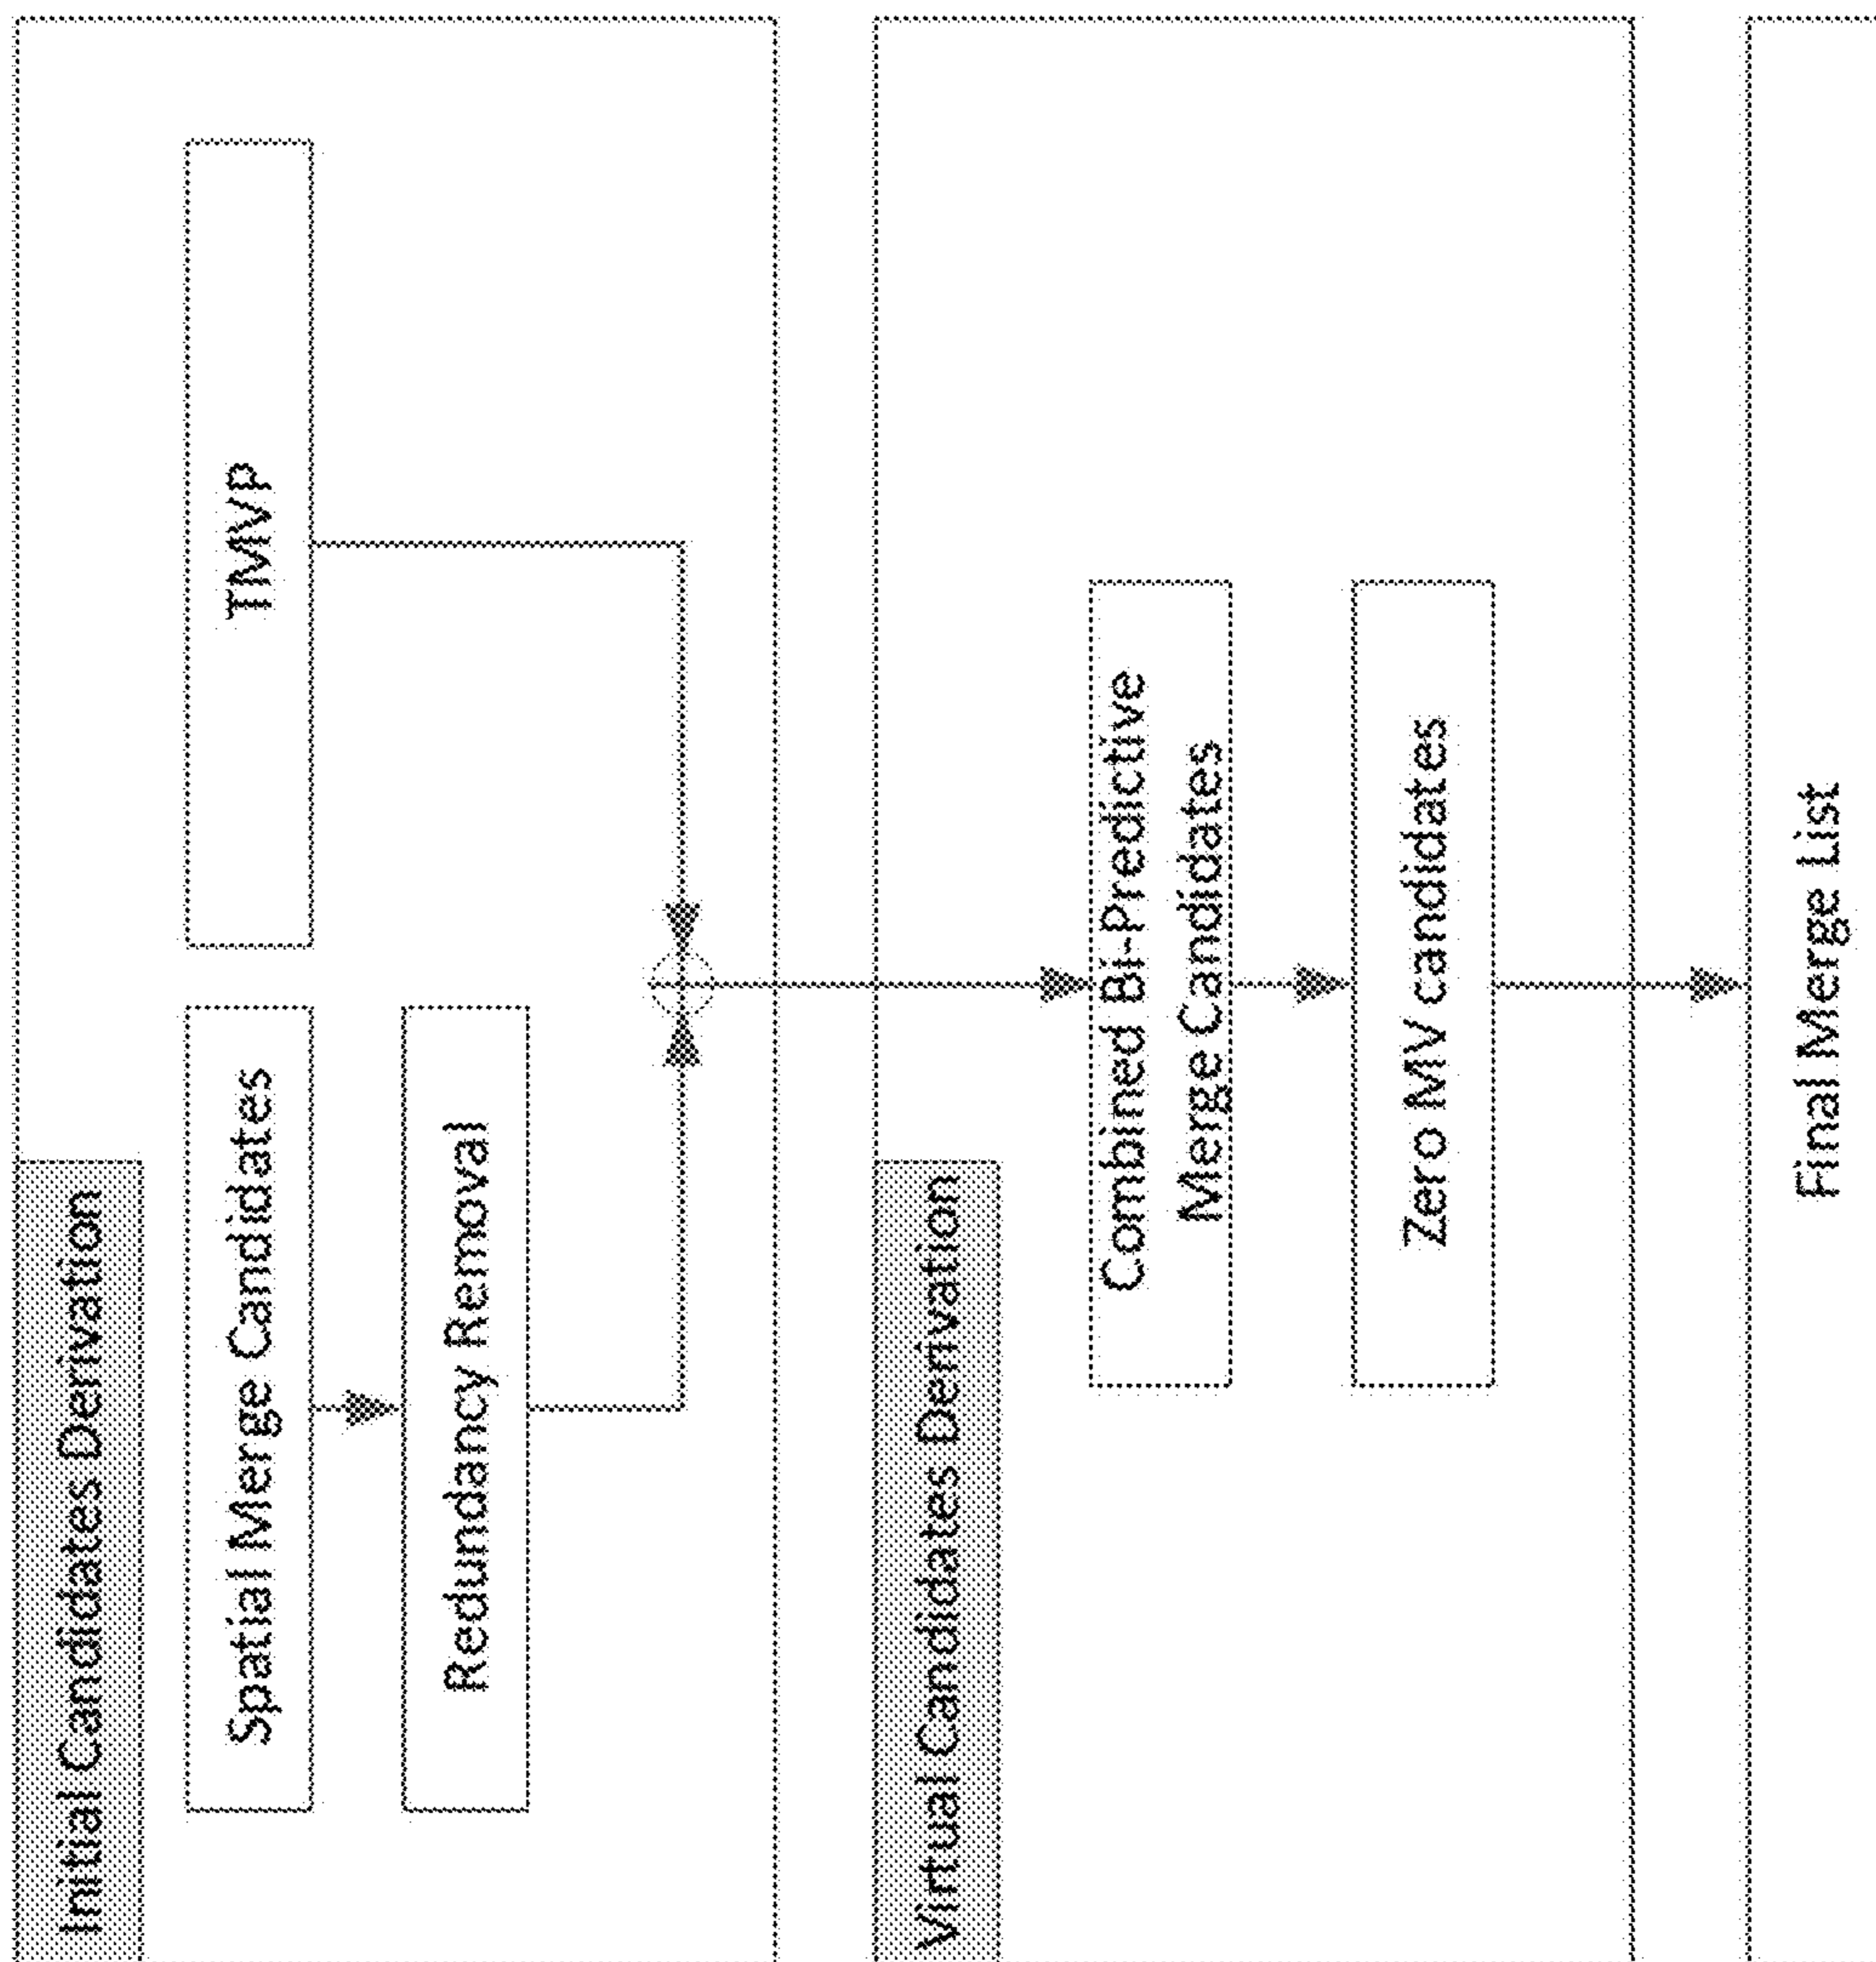 Initial Candidates Derivation
Spatial Merge Candidates
TMVP
Redundancy Removal
Virtual Candidates Derivation
Combined Bi-Predictive
Merge Candidates
Zero MV candidates
Final Merge List